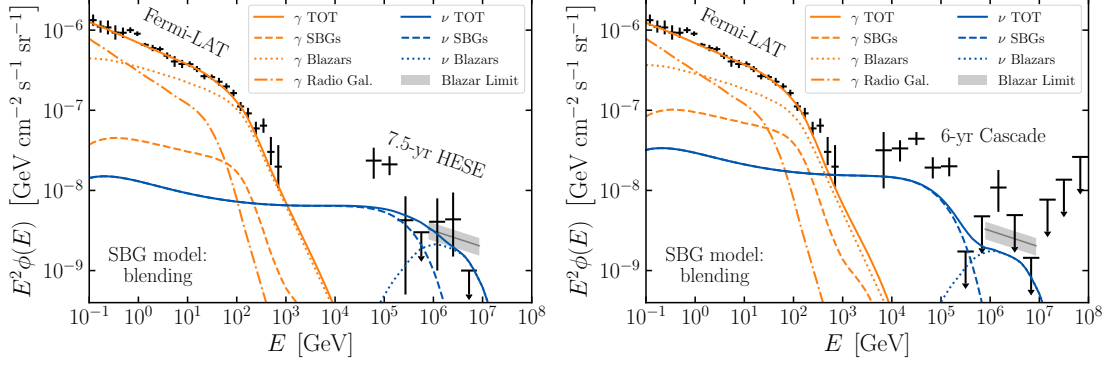 E²ϕ(E) [GeV cm⁻² s⁻¹ sr⁻¹]
10⁻⁶
10⁻⁷
10⁻⁸
10⁻⁹
Fermi-LAT
γ TOT
γ SBGs
γ Blazars
γ Radio Gal.
ν TOT
ν SBGs
ν Blazars
Blazar Limit
7.5-yr HESE
SBG model:
blending
10⁻¹ 10⁰ 10¹ 10² 10³ 10⁴ 10⁵ 10⁶ 10⁷ 10⁸
E [GeV]
E²ϕ(E) [GeV cm⁻² s⁻¹ sr⁻¹]
10⁻⁶
10⁻⁷
10⁻⁸
10⁻⁹
Fermi-LAT
γ TOT
γ SBGs
γ Blazars
γ Radio Gal.
ν TOT
ν SBGs
ν Blazars
Blazar Limit
6-yr Cascade
SBG model:
blending
10⁻¹ 10⁰ 10¹ 10² 10³ 10⁴ 10⁵ 10⁶ 10⁷ 10⁸
E [GeV]